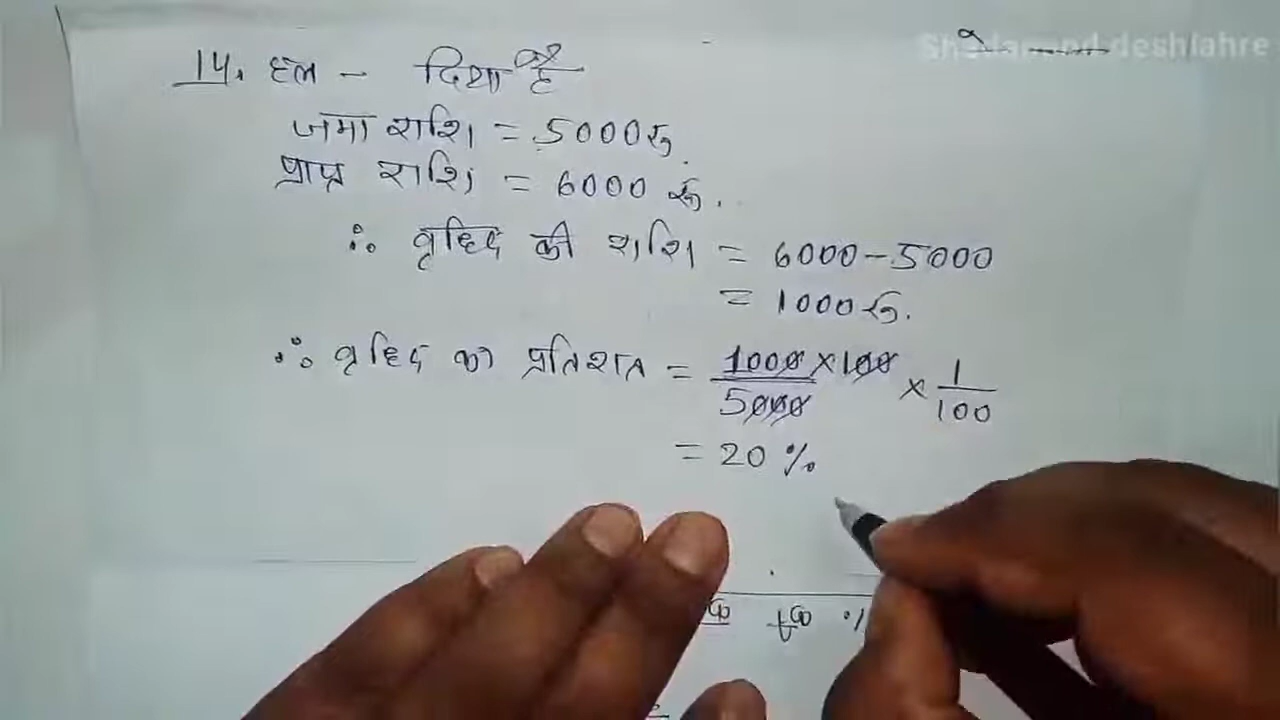 14. हल - दिया है
जमा राशि = 5000 रु.
प्राप्त राशि = 6000 रु.
∴ वृद्धि की राशि = 6000 - 5000
= 1000 रु.
∴ वृद्धि का प्रतिशत = 1000 × 100 / 5000 × 1 / 100
= 20 %
की